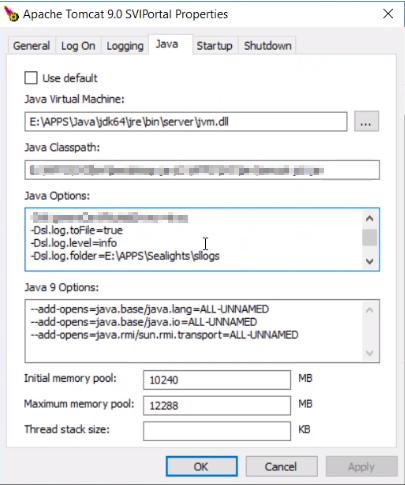 Apache Tomcat 9.0 SVIPortal Properties
General Log On Logging Java Startup Shutdown
Use default
Java Virtual Machine:
E:\APPS\Java\jdk64\jre\bin\server\jvm.dll
...
Java Classpath:
Java Options:
-Dsl.log.toFile=true
-Dsl.log.level=info
-Dsl.log.folder=E:\APPS\Sealights\sllogs
Java 9 Options:
--add-opens=java.base/java.lang=ALL-UNNAMED
--add-opens=java.base/java.io=ALL-UNNAMED
--add-opens=java.rmi/sun.rmi.transport=ALL-UNNAMED
Initial memory pool: 10240 MB
Maximum memory pool: 12288 MB
Thread stack size: KB
OK Cancel Apply